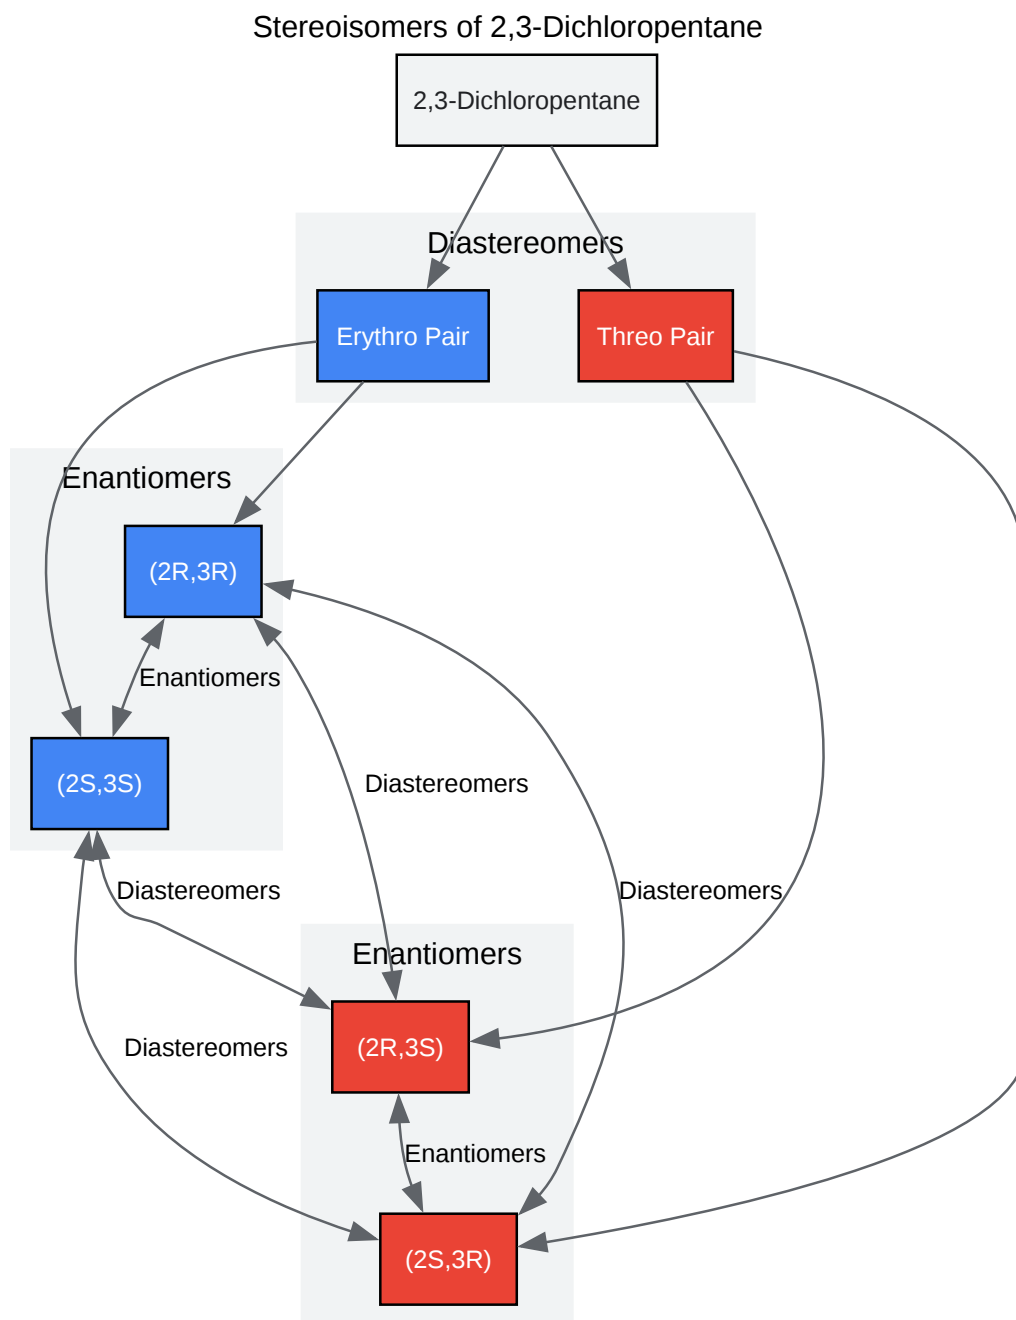 Stereoisomers of 2,3-Dichloropentane
2,3-Dichloropentane
Diastereomers
Erythro Pair
Threo Pair
Enantiomers
(2R,3R)
Enantiomers
(2S,3S)
Diastereomers
Diastereomers
Diastereomers
Enantiomers
(2R,3S)
Diastereomers
Enantiomers
(2S,3R)